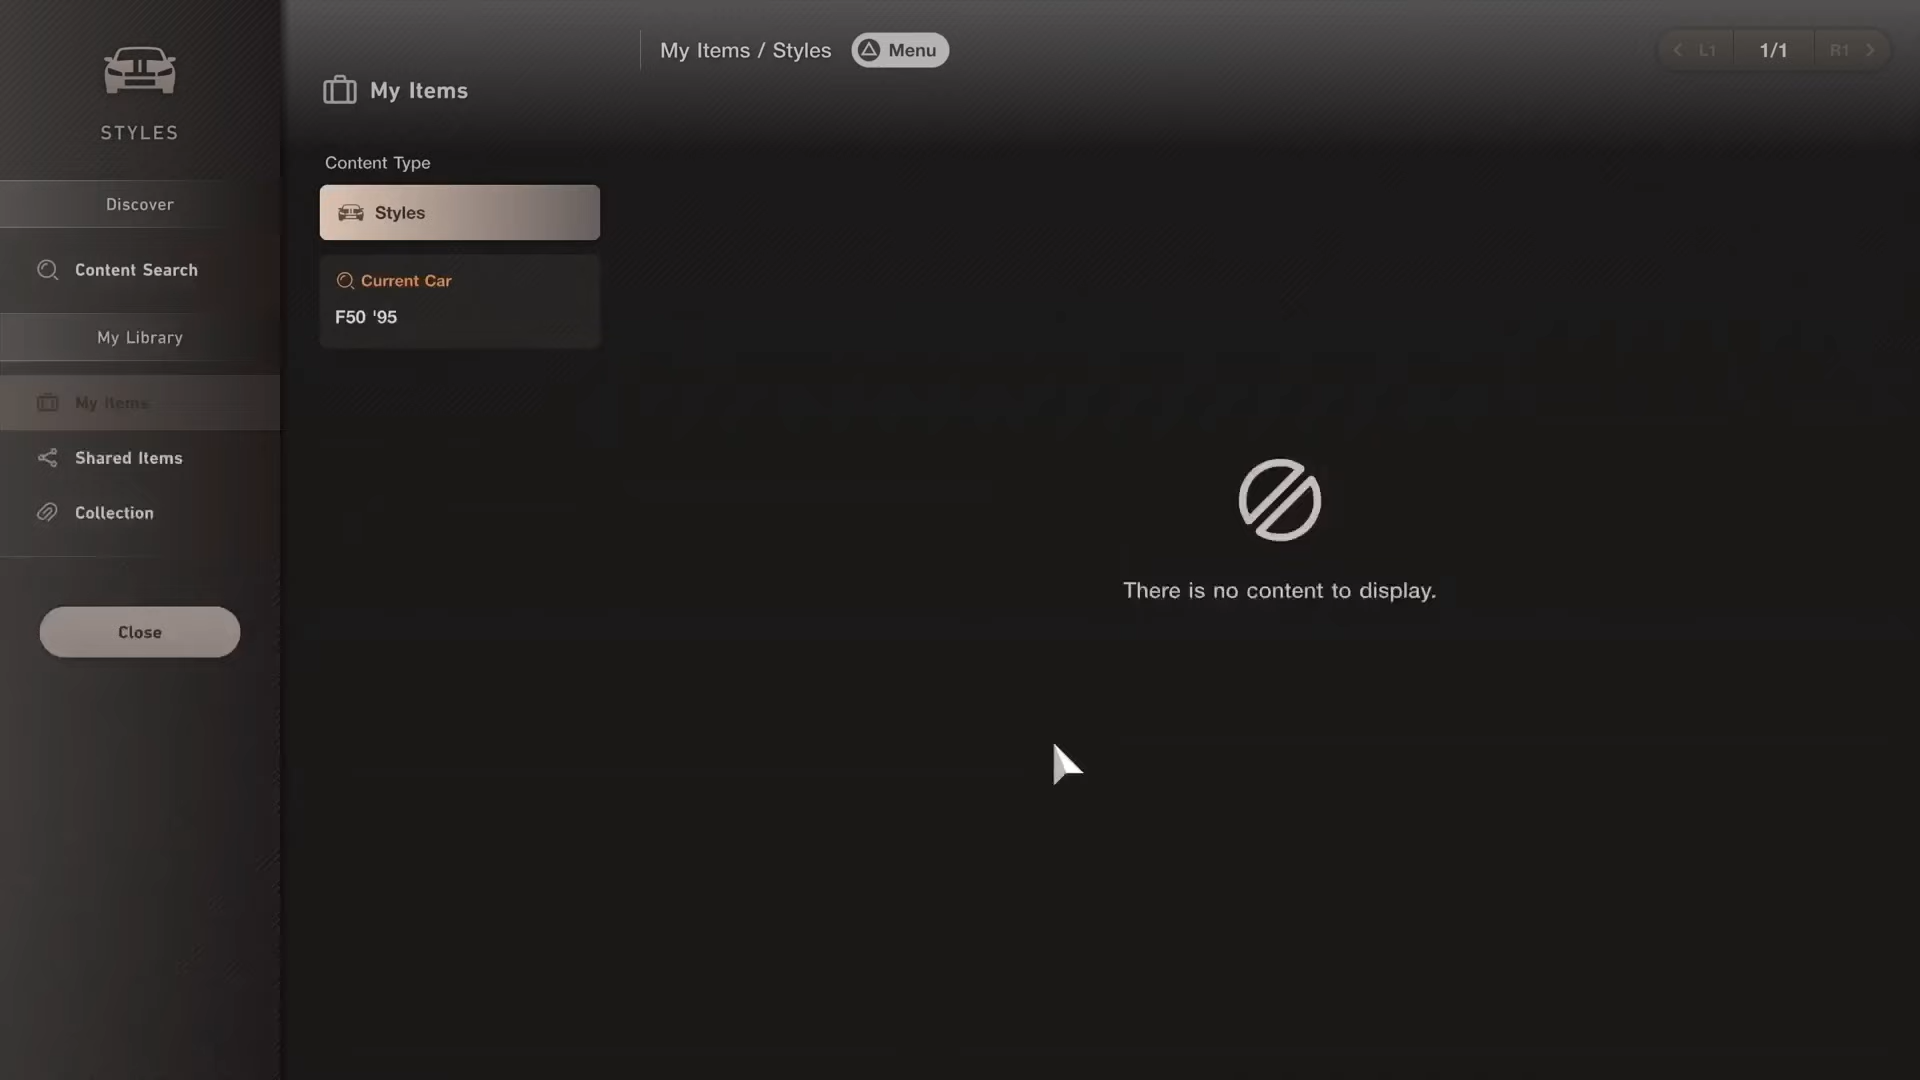 STYLES
Discover
Content Search
My Library
My Items
Shared Items
Collection
Close
My Items / Styles
Menu
L1
1/1
R1
My Items
Content Type
Styles
Current Car
F50 '95
There is no content to display.